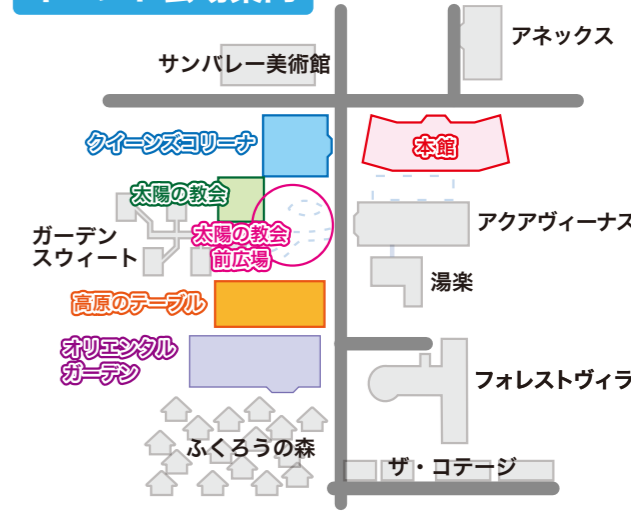 アネックス
サンバレー美術館
クイーンズコリーナ
本館
太陽の教会
ガーデン
スウィート
太陽の教会
前広場
アクアヴィーナス
湯楽
高原のテーブル
オリエンタル
ガーデン
フォレストヴィラ
ふくろうの森
ザ・コテージ